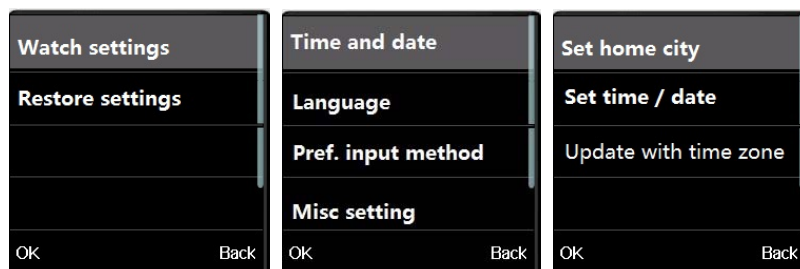 Watch settings
Restore settings
OK Back
Time and date
Language
Pref. input method
Misc setting
OK Back
Set home city
Set time / date
Update with time zone
OK Back